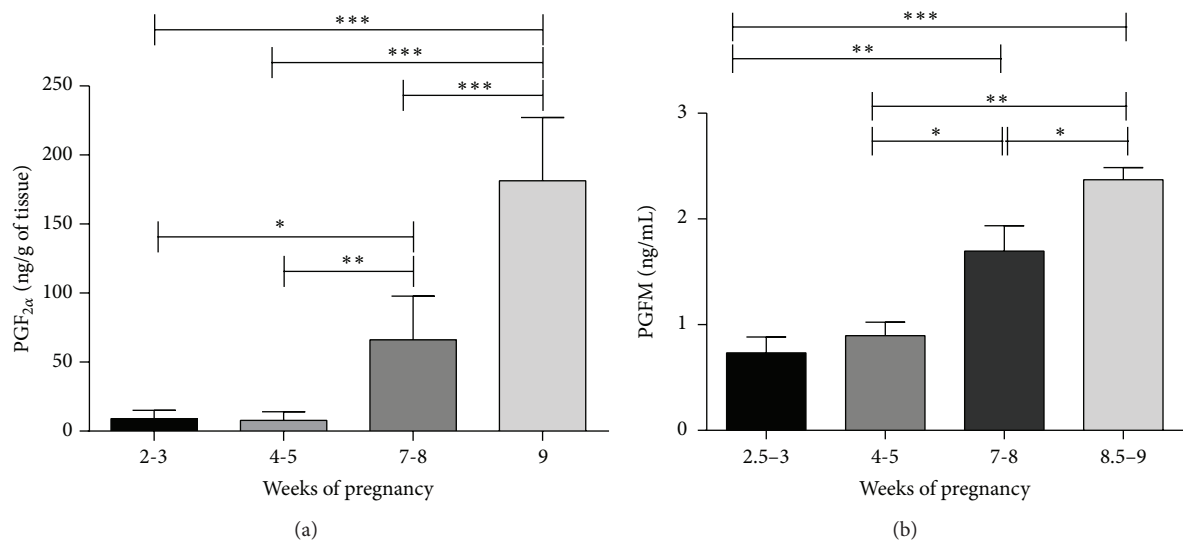 ***
***
***
*
**
PGF2α (ng/g of tissue)
250
200
150
100
50
0
2-3 4-5 7-8 9
Weeks of pregnancy
(a)
***
**
**
* *
PGFM (ng/mL)
3
2
1
0
2.5–3 4-5 7-8 8.5–9
Weeks of pregnancy
(b)